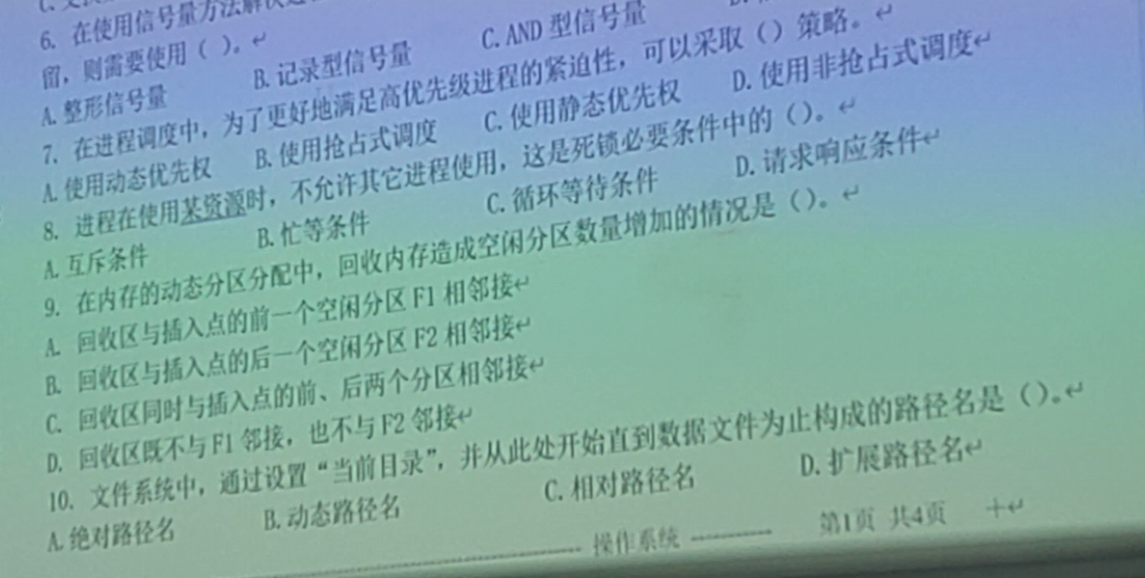 6. 在使用信号量方法解决
留，则需要使用（ ）。
A. 整形信号量 B. 记录型信号量 C. AND 型信号量
7. 在进程调度中，为了更好地满足高优先级进程的紧迫性，可以采取（）策略。
A. 使用动态优先权 B. 使用抢占式调度 C. 使用静态优先权 D. 使用非抢占式调度
8. 进程在使用某资源时，不允许其它进程使用，这是死锁必要条件中的（）。
A. 互斥条件 B. 忙等条件 C. 循环等待条件 D. 请求响应条件
9. 在内存的动态分区分配中，回收内存造成空闲分区数量增加的情况是（）。
A. 回收区与插入点的前一个空闲分区 F1 相邻接
B. 回收区与插入点的后一个空闲分区 F2 相邻接
C. 回收区同时与插入点的前、后两个分区相邻接
D. 回收区既不与 F1 邻接，也不与 F2 邻接
10. 文件系统中，通过设置“当前目录”，并从此处开始直到数据文件为止构成的路径名是（）。
A. 绝对路径名 B. 动态路径名 C. 相对路径名 D. 扩展路径名
操作系统 第1页 共4页